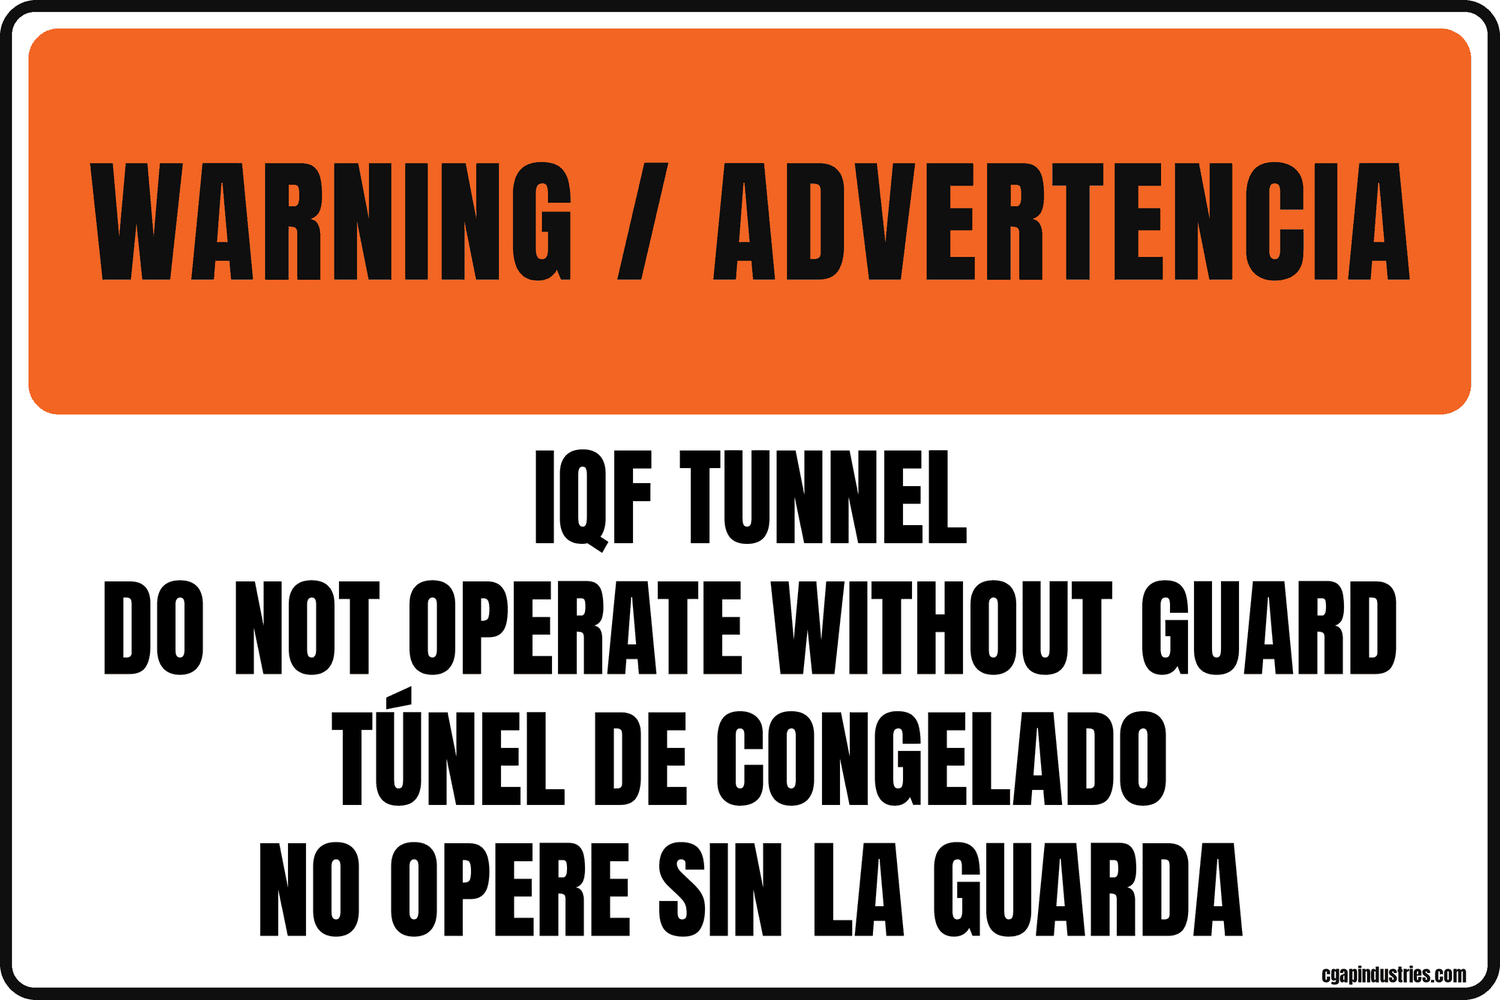 WARNING / ADVERTENCIA
IQF TUNNEL
DO NOT OPERATE WITHOUT GUARD
TÚNEL DE CONGELADO
NO OPERE SIN LA GUARDA
cgapindustries.com